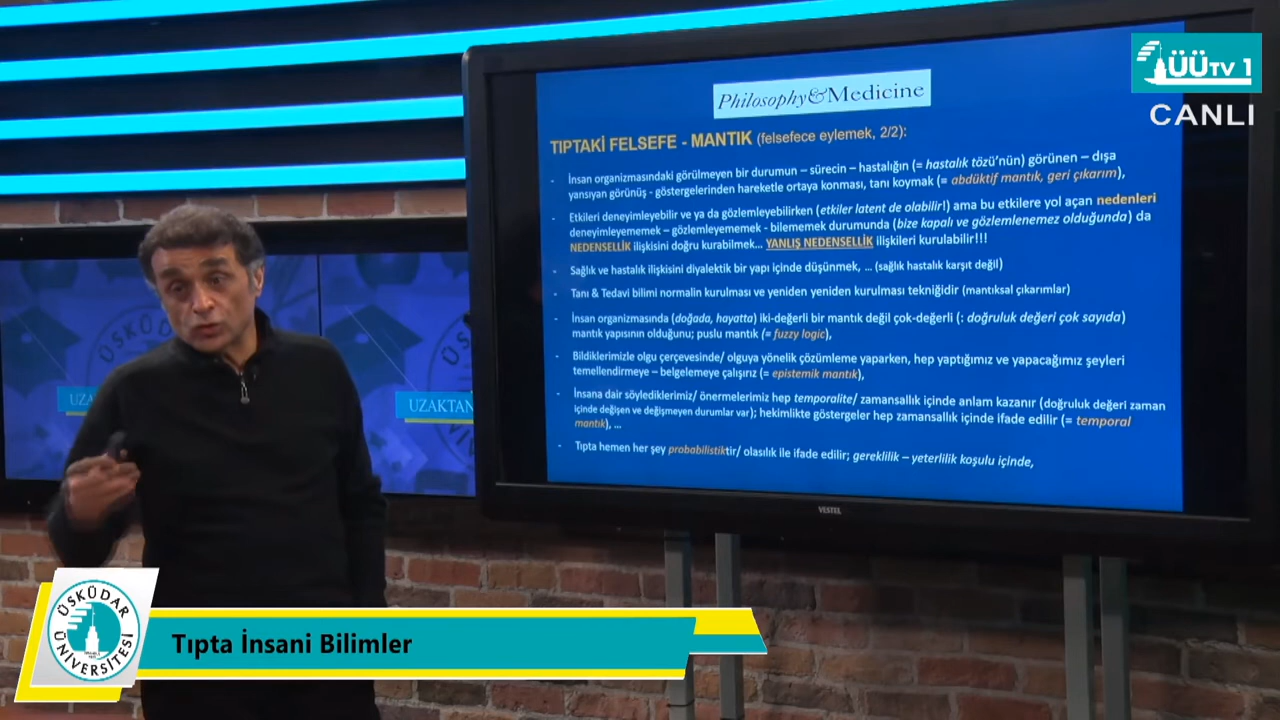 ÜÜTV 1
CANLI
Philosophy&Medicine
TIPTAKİ FELSEFE - MANTIK (felsefece eylemek, 2/2):
- İnsan organizmasındaki görülmeyen bir durumun – sürecin – hastalığın (= hastalık tözü'nün) görünen – dışa
yansıyan görünüş - göstergelerinden hareketle ortaya konması, tanı koymak (= abdüktif mantık, geri çıkarım),
- Etkileri deneyimleyebilir ve ya da gözlemleyebilirken (etkiler latent de olabilir!) ama bu etkilere yol açan nedenleri
deneyimleyememek – gözlemleyememek - bilememek durumunda (bize kapalı ve gözlemlenemez olduğunda) da
NEDENSELLİK ilişkisini doğru kurabilmek... YANLIŞ NEDENSELLİK ilişkileri kurulabilir!!!
- Sağlık ve hastalık ilişkisini diyalektik bir yapı içinde düşünmek, ... (sağlık hastalık karşıt değil)
- Tanı & Tedavi bilimi normalin kurulması ve yeniden yeniden kurulması tekniğidir (mantıksal çıkarımlar)
- İnsan organizmasında (doğada, hayatta) iki-değerli bir mantık değil çok-değerli (: doğruluk değeri çok sayıda)
mantık yapısının olduğunu; puslu mantık (= fuzzy logic),
- Bildiklerimizle olgu çerçevesinde/ olguya yönelik çözümleme yaparken, hep yaptığımız ve yapacağımız şeyleri
temellendirmeye – belgelemeye çalışırız (= epistemik mantık),
- İnsana dair söylediklerimiz/ önermelerimiz hep temporalite/ zamansallık içinde anlam kazanır (doğruluk değeri zaman
içinde değişen ve değişmeyen durumlar var); hekimlikte göstergeler hep zamansallık içinde ifade edilir (= temporal
mantık), ...
- Tıpta hemen her şey probabilistiktir/ olasılık ile ifade edilir; gereklilik – yeterlilik koşulu içinde,
VESTEL
UZAKTAN
ÜSKÜDAR
ÜNİVERSİTESİ
Tıpta İnsani Bilimler